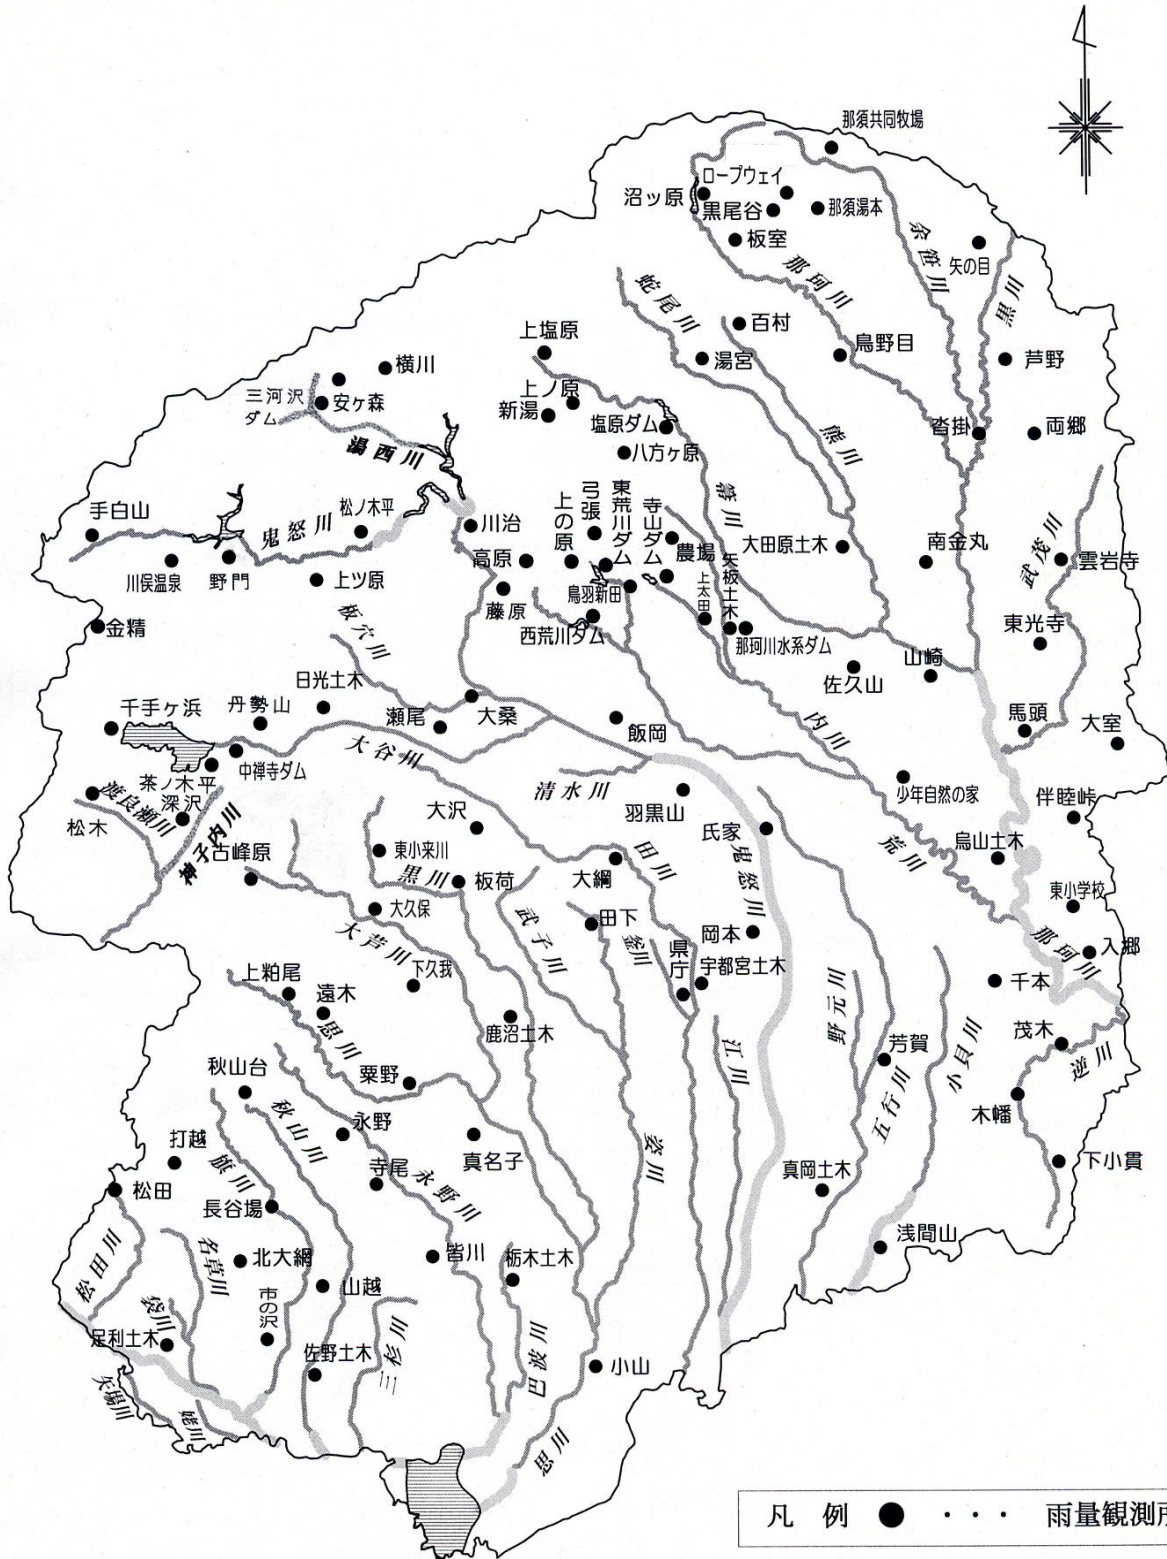 那須共同牧場
ロープウェイ
沼ッ原
黒尾谷
那須湯本
板室
余笹川
矢の目
那珂川
黒川
蛇尾川
百村
鳥野目
湯宮
芦野
上塩原
横川
三河沢
ダム
安ヶ森
上ノ原
新湯
塩原ダム
沓掛
両郷
熊川
八方ヶ原
湯西川
手白山
鬼怒川
松ノ木平
川治
弓張
東荒川ダム
寺山ダム
箒川
大田原土木
南金丸
武茂川
雲岩寺
川俣温泉
野門
上ツ原
高原
上の原
農場
矢板土木
上太田
藤原
鳥羽新田
西荒川ダム
那珂川水系ダム
東光寺
金精
板穴川
山崎
佐久山
千手ヶ浜
丹勢山
日光土木
瀬尾
大桑
飯岡
内川
馬頭
大室
中禅寺ダム
大谷州
茶ノ木平
深沢
渡良瀬川
松木
神子内川
古峰原
清水川
羽黒山
少年自然の家
伴睦峠
大沢
氏家
鬼怒川
荒川
烏山土木
東小来川
黒川
板荷
大綱
田川
東小学校
大久保
大芦川
武子川
田下
釜川
県庁
岡本
宇都宮土木
那珂川
入郷
上粕尾
遠木
下久我
千本
思川
鹿沼土木
江川
野元川
芳賀
小貝川
茂木
逆川
秋山台
粟野
木幡
秋山川
永野
真名子
姿川
五行川
打越
旗川
寺尾
永野川
真岡土木
下小貫
松田
長谷場
浅間山
松田川
名草川
北大綱
皆川
栃木土木
山越
市の沢
袋川
足利土木
佐野土木
三杉川
巴波川
小山
矢場川
姥川
思川
凡 例 ● ・・・ 雨量観測所